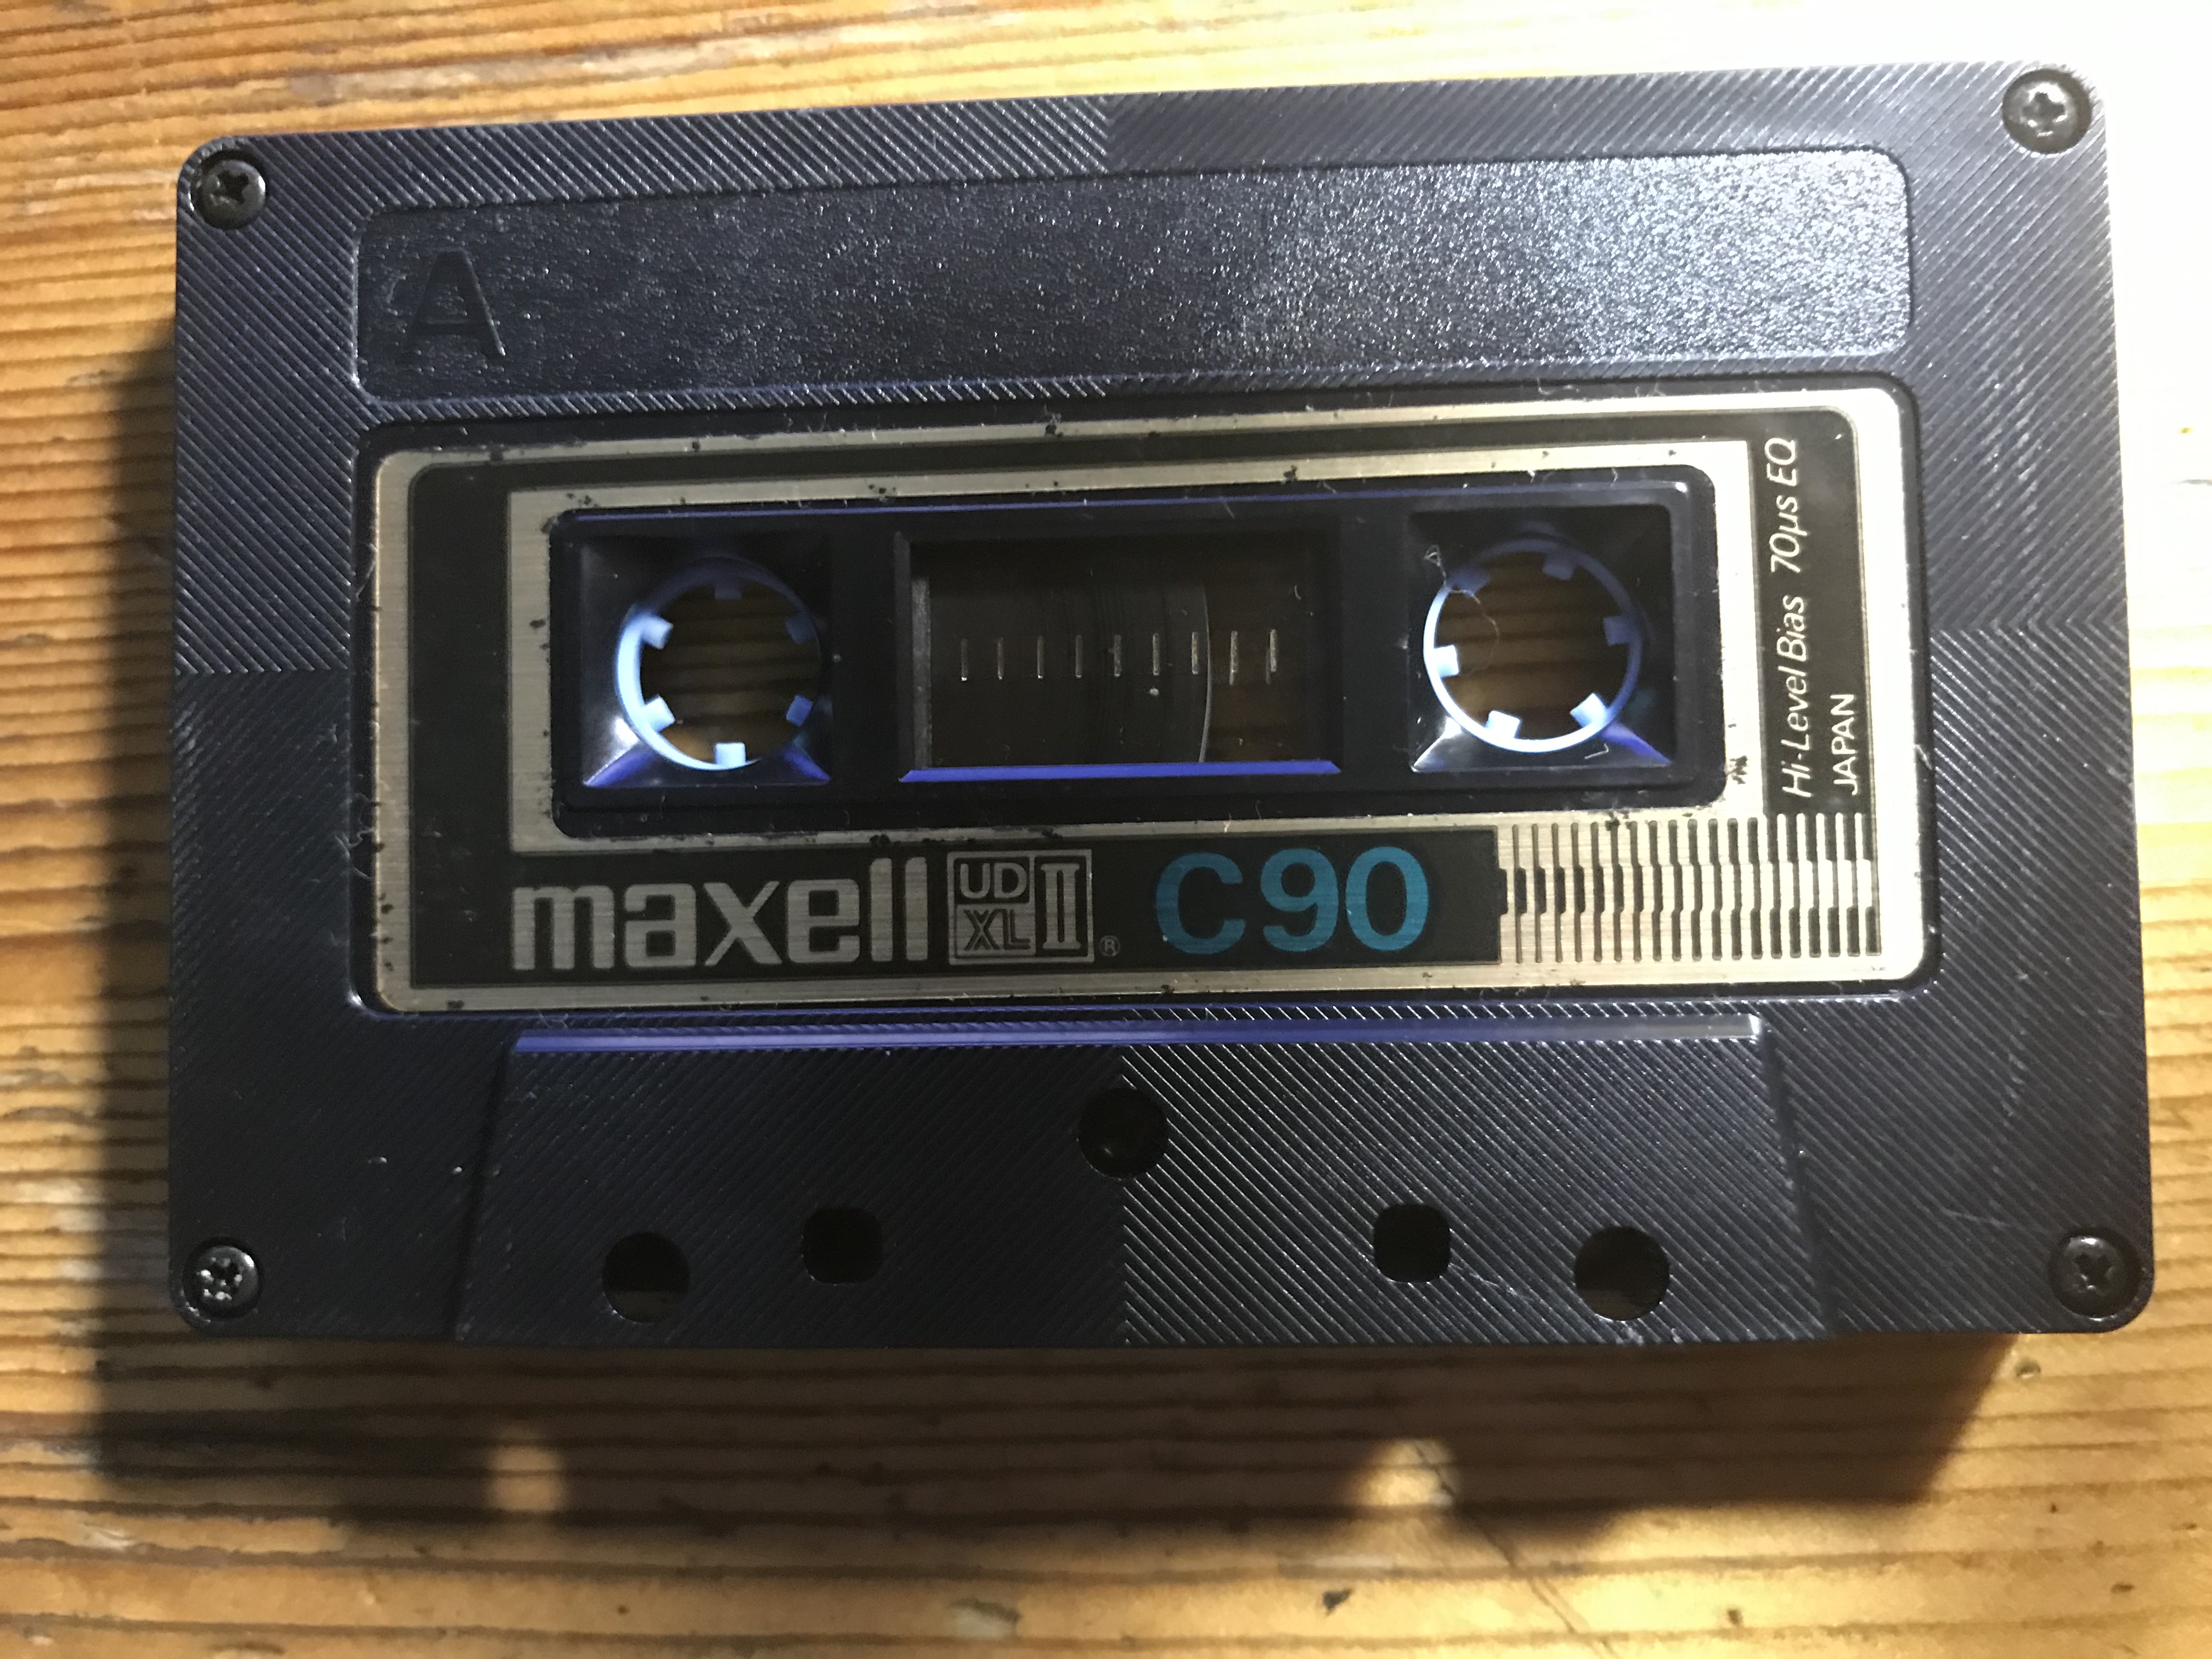 A
Hi-Level Bias 70µs EQ
JAPAN
maxell UD XL II ® C90